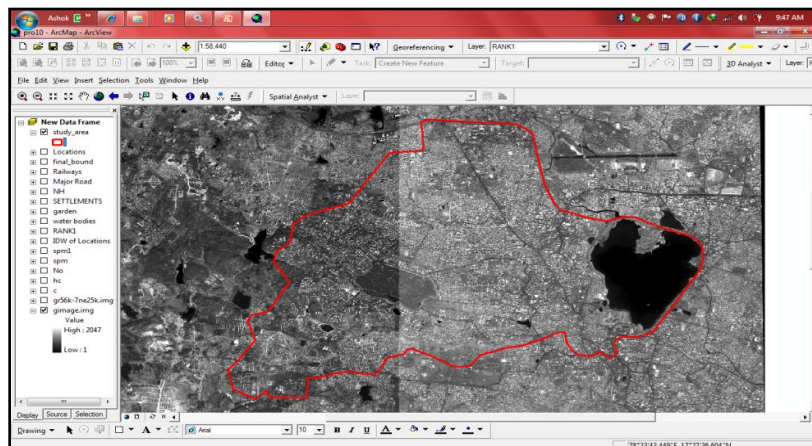 Ashok
9:47 AM
pro10 - ArcMap - ArcView
1:58,440
Georeferencing
Layer: RANK1
100%
Editor
Task: Create New Feature
Target:
3D Analyst
Layer:
File Edit View Insert Selection Tools Window Help
Spatial Analyst
Layer:
New Data Frame
study_area
Locations
final_bound
Railways
Major Road
NH
SETTLEMENTS
garden
water bodies
RANK1
IDW of Locations
spm1
spm
No
hc
c
gr56k-7ne25k.img
Value
High : 2047
Low : 1
Display Source Selection
Drawing
Arial
10
B I U
A